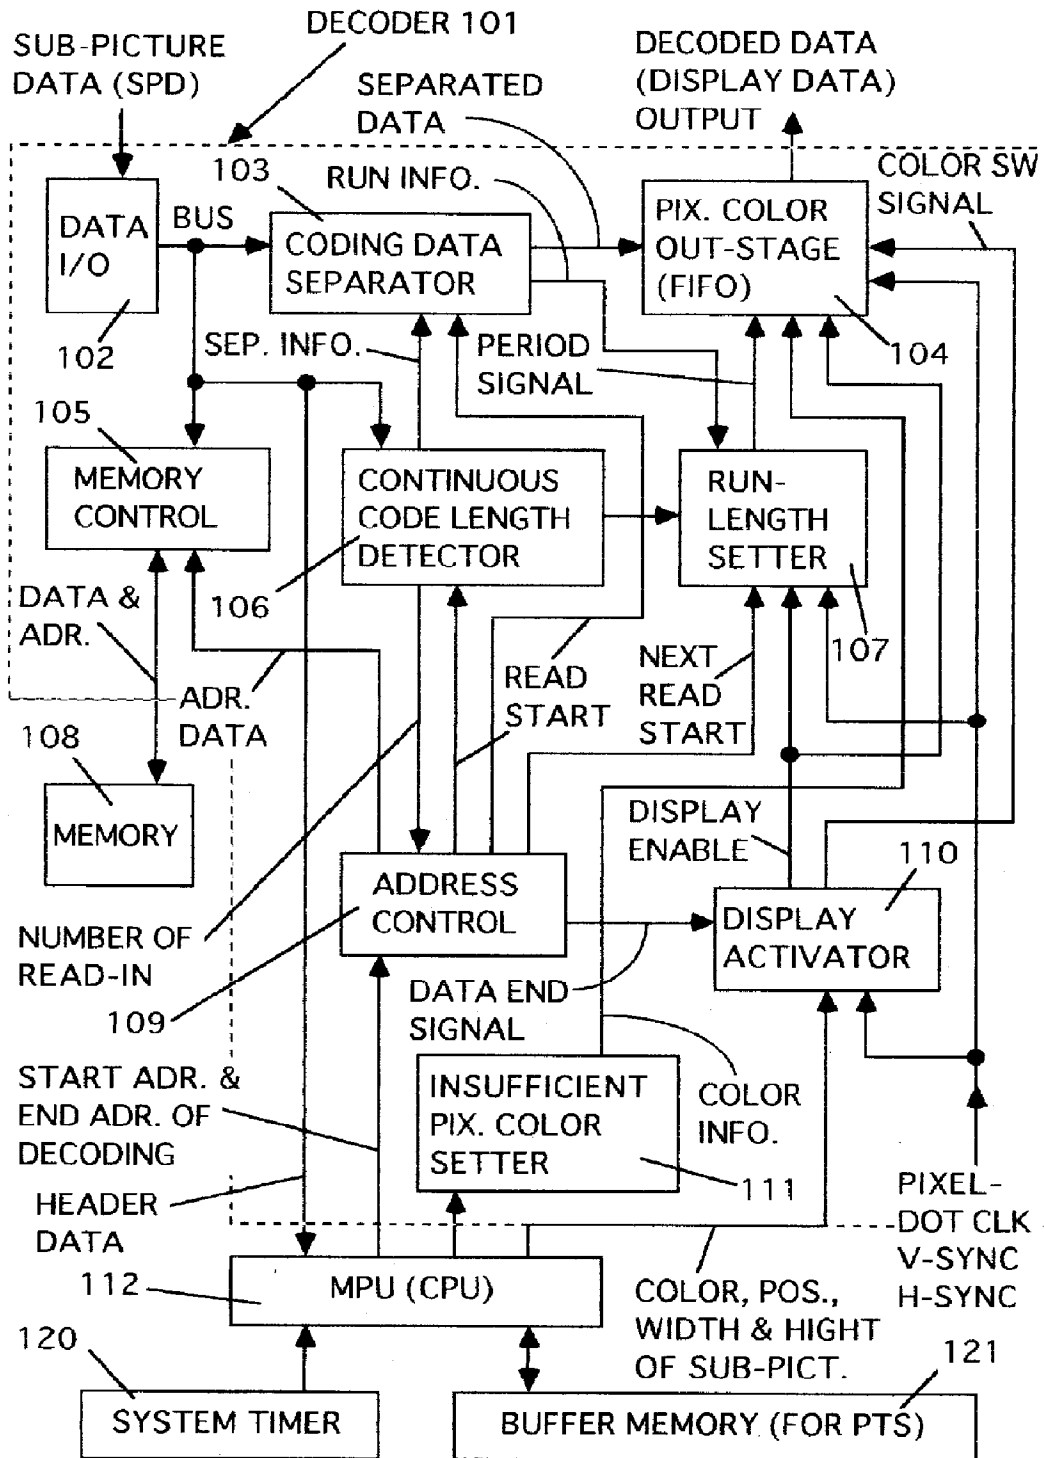 DECODER 101
SUB-PICTURE
DATA (SPD)
SEPARATED
DATA
DECODED DATA
(DISPLAY DATA)
OUTPUT
103
RUN INFO.
COLOR SW
SIGNAL
DATA
I/O
BUS
CODING DATA
SEPARATOR
PIX. COLOR
OUT-STAGE
(FIFO)
102
SEP. INFO.
PERIOD
SIGNAL
104
105
MEMORY
CONTROL
CONTINUOUS
CODE LENGTH
DETECTOR
RUN-
LENGTH
SETTER
DATA &
ADR.
106
107
ADR.
DATA
READ
START
NEXT
READ
START
108
MEMORY
DISPLAY
ENABLE
110
ADDRESS
CONTROL
DISPLAY
ACTIVATOR
NUMBER OF
READ-IN
109
DATA END
SIGNAL
START ADR. &
END ADR. OF
DECODING
INSUFFICIENT
PIX. COLOR
SETTER
COLOR
INFO.
111
HEADER
DATA
PIXEL-
DOT CLK
V-SYNC
H-SYNC
112
MPU (CPU)
COLOR, POS.,
WIDTH & HIGHT
OF SUB-PICT.
120
121
SYSTEM TIMER
BUFFER MEMORY (FOR PTS)